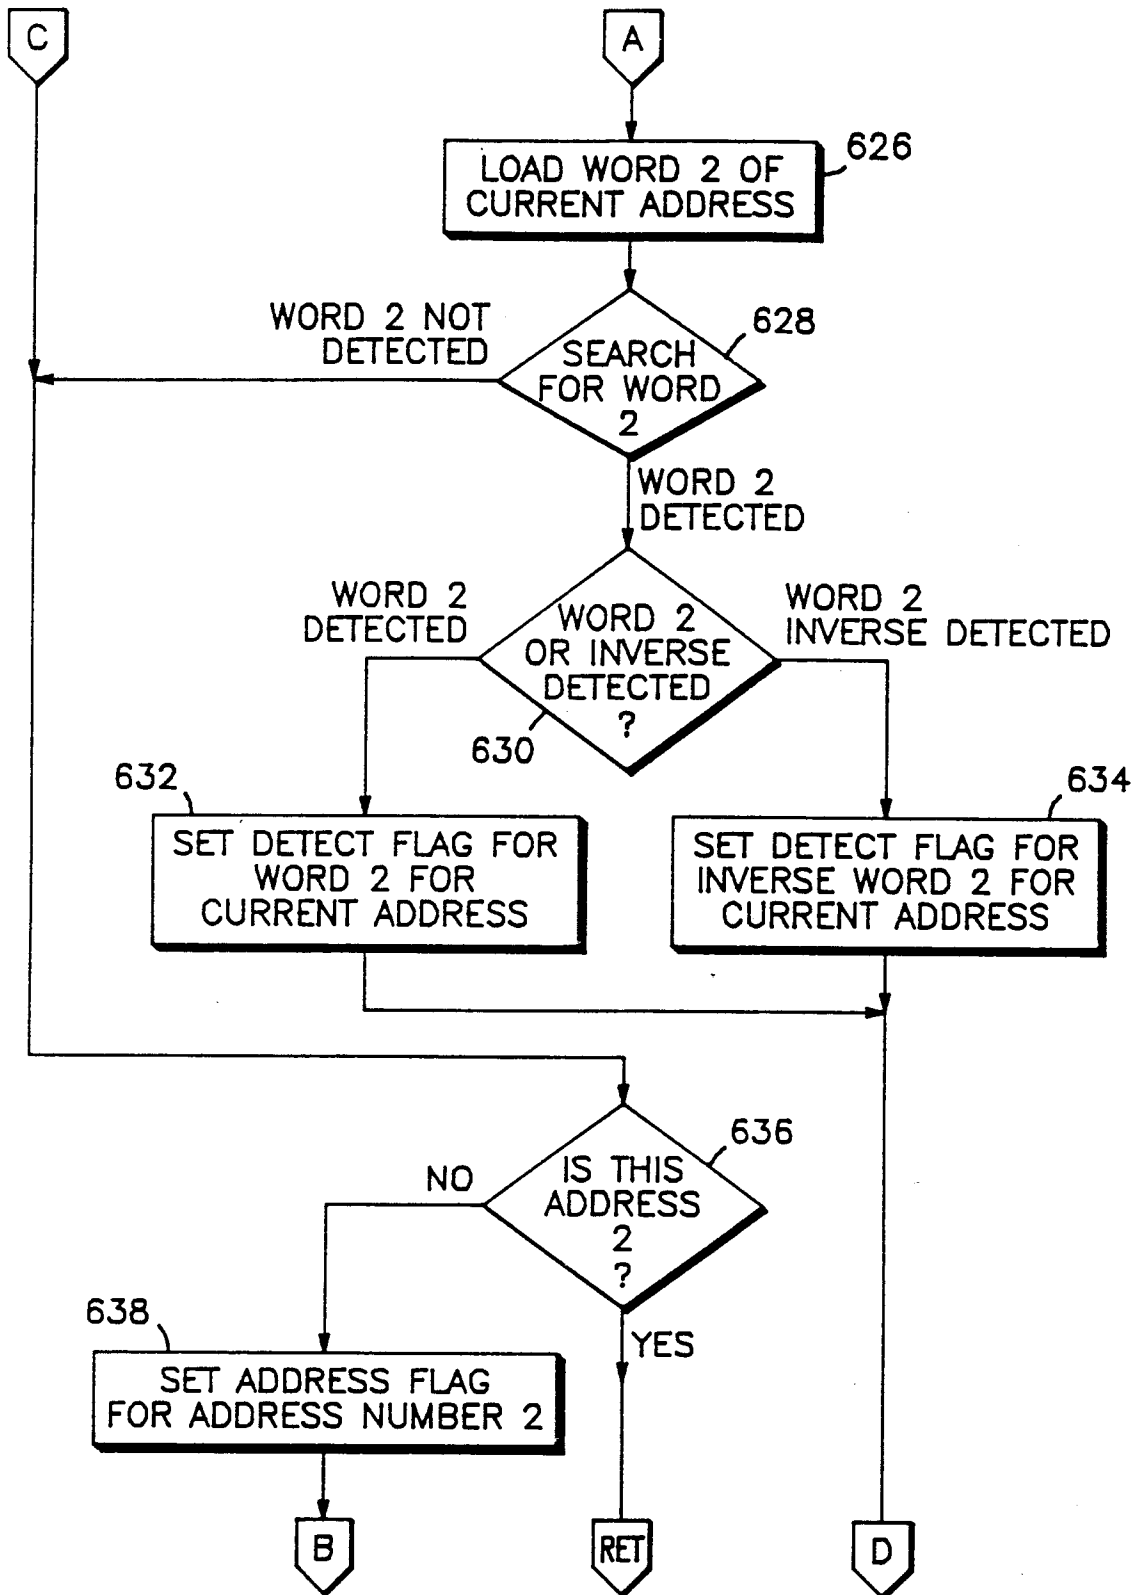 C
A
626
LOAD WORD 2 OF
CURRENT ADDRESS
628
WORD 2 NOT
DETECTED
SEARCH
FOR WORD
2
WORD 2
DETECTED
WORD 2
DETECTED
WORD 2
OR INVERSE
DETECTED
?
WORD 2
INVERSE DETECTED
630
632
SET DETECT FLAG FOR
WORD 2 FOR
CURRENT ADDRESS
634
SET DETECT FLAG FOR
INVERSE WORD 2 FOR
CURRENT ADDRESS
636
NO
IS THIS
ADDRESS
2
?
YES
638
SET ADDRESS FLAG
FOR ADDRESS NUMBER 2
B
RET
D